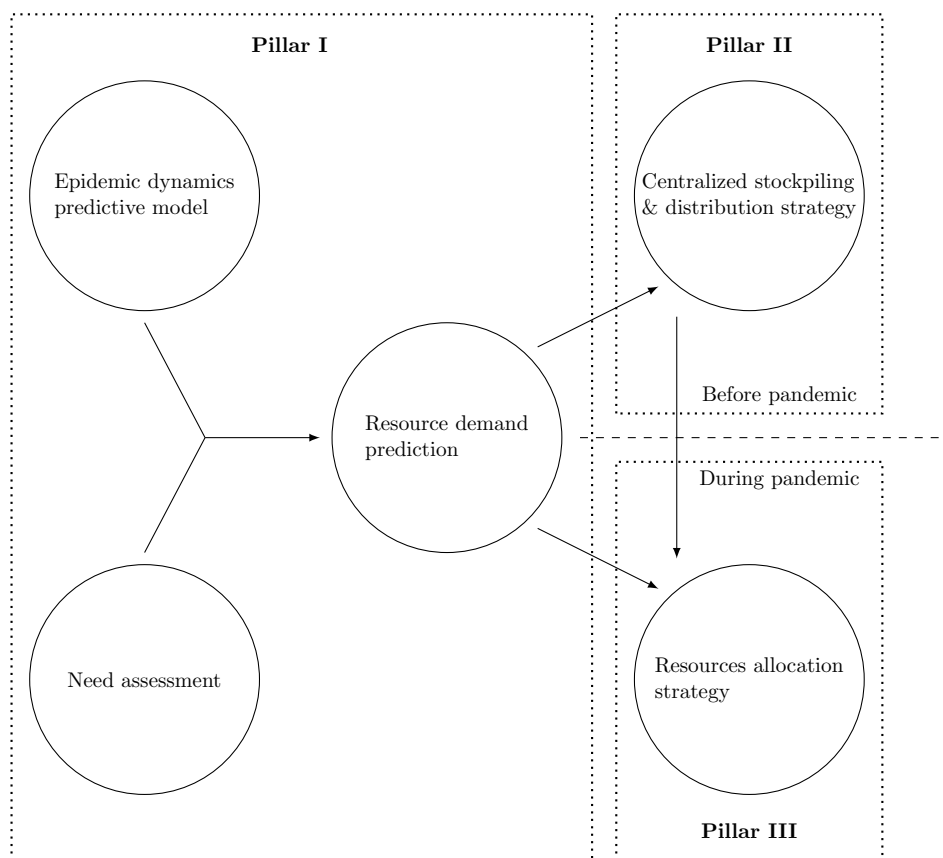 Pillar I
Pillar II
Epidemic dynamics
predictive model
Centralized stockpiling
& distribution strategy
Resource demand
prediction
Before pandemic
During pandemic
Need assessment
Resources allocation
strategy
Pillar III